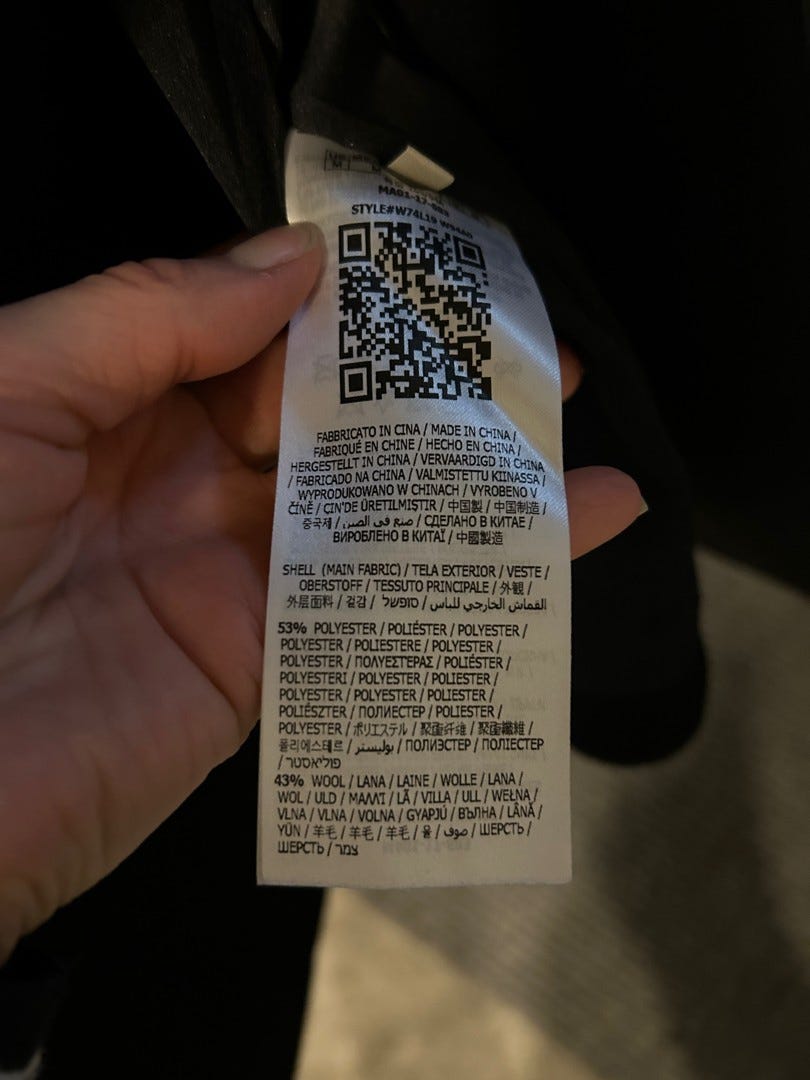 M
MA01-17-083
STYLE#W74L19
FABBRICATO IN CINA / MADE IN CHINA /
FABRIQUÉ EN CHINE / HECHO EN CHINA /
HERGESTELLT IN CHINA / VERVAARDIGD IN CHINA
/ FABRICADO NA CHINA / VALMISTETTU KIINASSA /
WYPRODUKOWANO W CHINACH / VYROBENO V
ČÍNĚ / ÇIN'DE ÜRETILMIŞTIR / 中国製 / 中国制造 /
중국제 / صنع في الصين / СДЕЛАНО В КИТАЕ /
ВИРОБЛЕНО В КИТАЇ / 中國製造
SHELL (MAIN FABRIC) / TELA EXTERIOR / VESTE /
OBERSTOFF / TESSUTO PRINCIPALE / 外観 /
外层面料 / 겉감 / סופשל / القماش الخارجي للباس
53% POLYESTER / POLIÉSTER / POLYESTER /
POLYESTER / POLIESTERE / POLYESTER /
POLYESTER / ΠΟΛΥΕΣΤΕΡΑΣ / POLIÉSTER /
POLYESTERI / POLYESTER / POLIESTER /
POLYESTER / POLYESTER / POLIESTER /
POLIÉSZTER / ПОЛИЕСТЕР / POLIESTER /
POLYESTER / ポリエステル / 聚酯纤维 / 聚酯纖維 /
폴리에스테르 / بوليستر / ПОЛИЭСТЕР / ПОЛІЕСТЕР
/ פוליאסטר
43% WOOL / LANA / LAINE / WOLLE / LANA /
WOL / ULD / ΜΑΛΛΊ / LÃ / VILLA / ULL / WEŁNA /
VLNA / VLNA / VOLNA / GYAPJÚ / ВЪЛНА / LÂNĂ /
YÜN / 羊毛 / 羊毛 / 羊毛 / 울 / صوف / ШЕРСТЬ /
ШЕРСТЬ / צמר